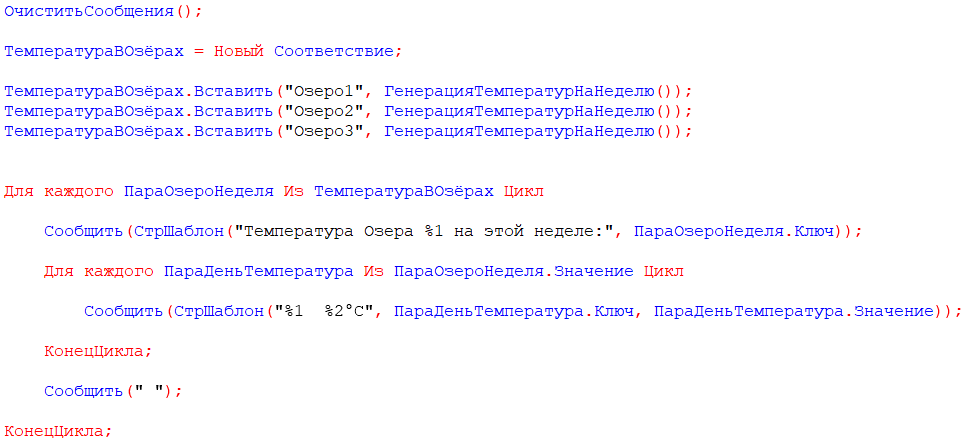 ОчиститьСообщения();
ТемператураВОзёрах = Новый Соответствие;
ТемператураВОзёрах.Вставить("Озеро1", ГенерацияТемпературНаНеделю());
ТемператураВОзёрах.Вставить("Озеро2", ГенерацияТемпературНаНеделю());
ТемператураВОзёрах.Вставить("Озеро3", ГенерацияТемпературНаНеделю());
Для каждого ПараОзероНеделя Из ТемператураВОзёрах Цикл
Сообщить(СтрШаблон("Температура Озера %1 на этой неделе:", ПараОзероНеделя.Ключ));
Для каждого ПараДеньТемпература Из ПараОзероНеделя.Значение Цикл
Сообщить(СтрШаблон("%1  %2°C", ПараДеньТемпература.Ключ, ПараДеньТемпература.Значение));
КонецЦикла;
Сообщить(" ");
КонецЦикла;